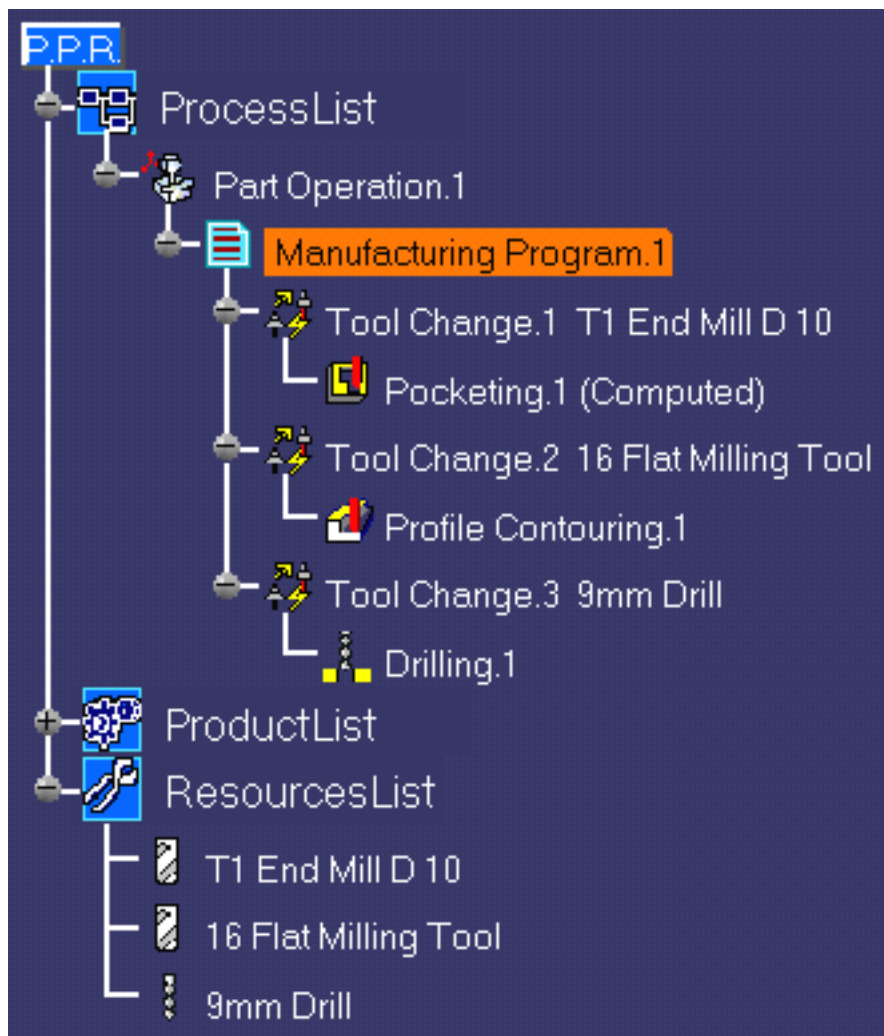 P.P.R.
ProcessList
Part Operation.1
Manufacturing Program.1
Tool Change.1 T1 End Mill D 10
Pocketing.1 (Computed)
Tool Change.2 16 Flat Milling Tool
Profile Contouring.1
Tool Change.3 9mm Drill
Drilling.1
ProductList
ResourcesList
T1 End Mill D 10
16 Flat Milling Tool
9mm Drill